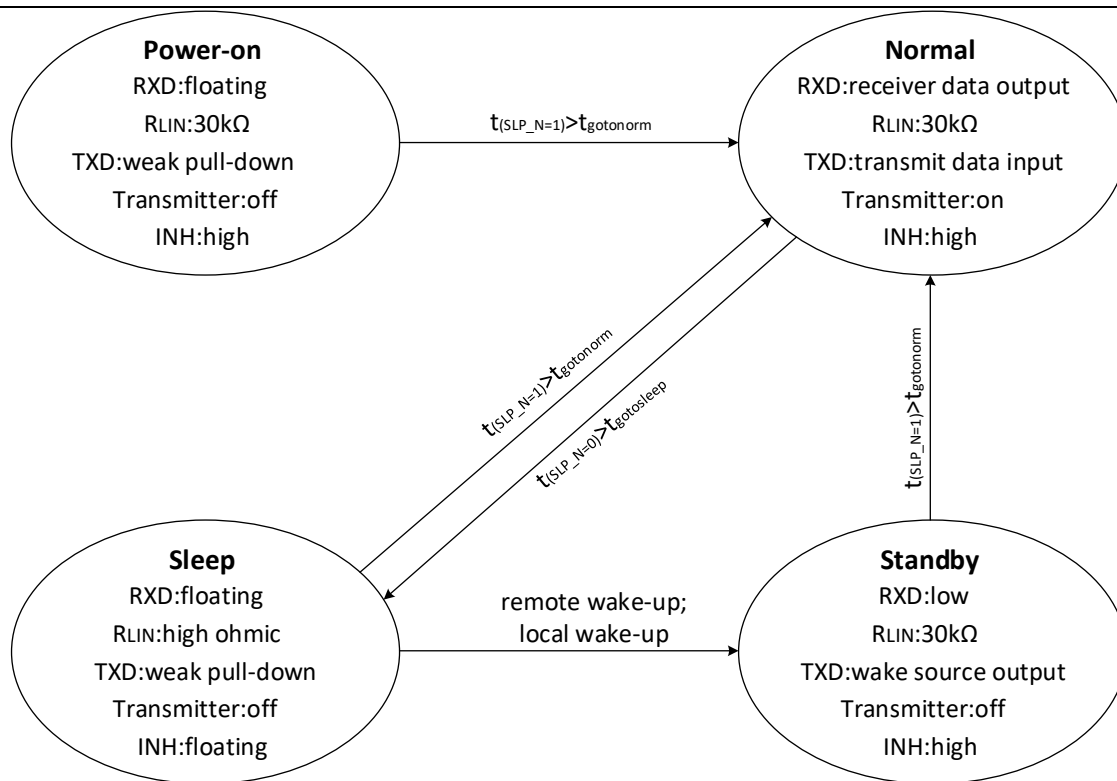 Power-on
RXD:floating
RLIN:30kΩ
TXD:weak pull-down
Transmitter:off
INH:high
t(SLP_N=1)>tgotonorm
Normal
RXD:receiver data output
RLIN:30kΩ
TXD:transmit data input
Transmitter:on
INH:high
t(SLP_N=1)>tgotonorm
t(SLP_N=0)>tgotosleep
t(SLP_N=1)>tgotonorm
Sleep
RXD:floating
RLIN:high ohmic
TXD:weak pull-down
Transmitter:off
INH:floating
remote wake-up;
local wake-up
Standby
RXD:low
RLIN:30kΩ
TXD:wake source output
Transmitter:off
INH:high